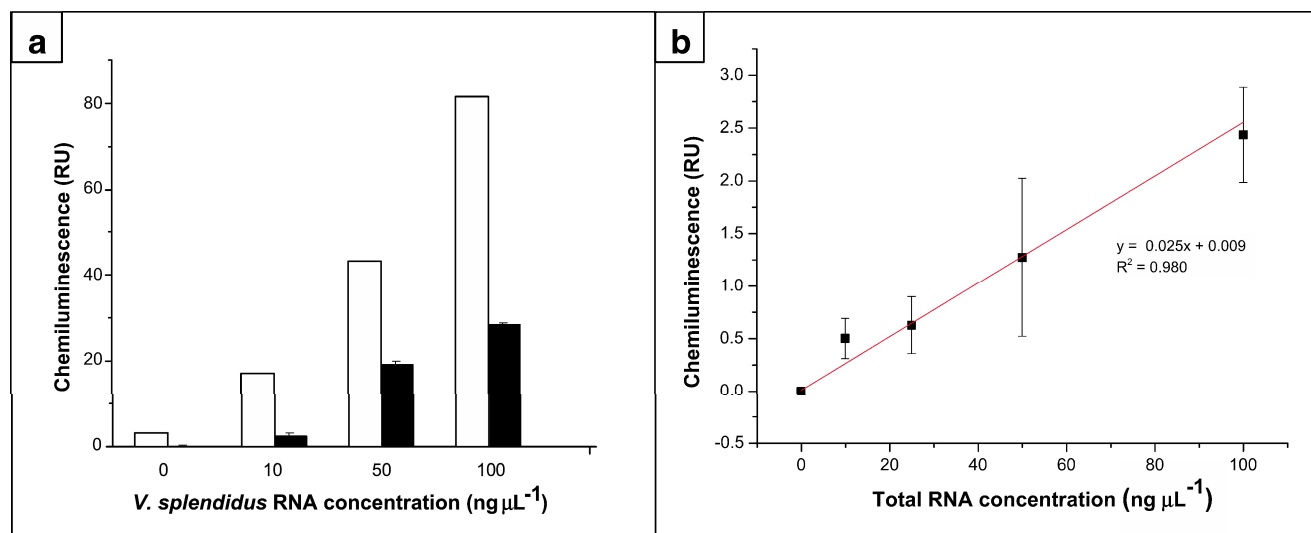 a
80
60
40
20
0
Chemiluminescence (RU)
0 10 50 100
V. splendidus RNA concentration (ng μL-1)
b
3.0
2.5
2.0
1.5
1.0
0.5
0.0
-0.5
Chemiluminescence (RU)
y = 0.025x + 0.009
R2 = 0.980
0 20 40 60 80 100
Total RNA concentration (ng μL-1)